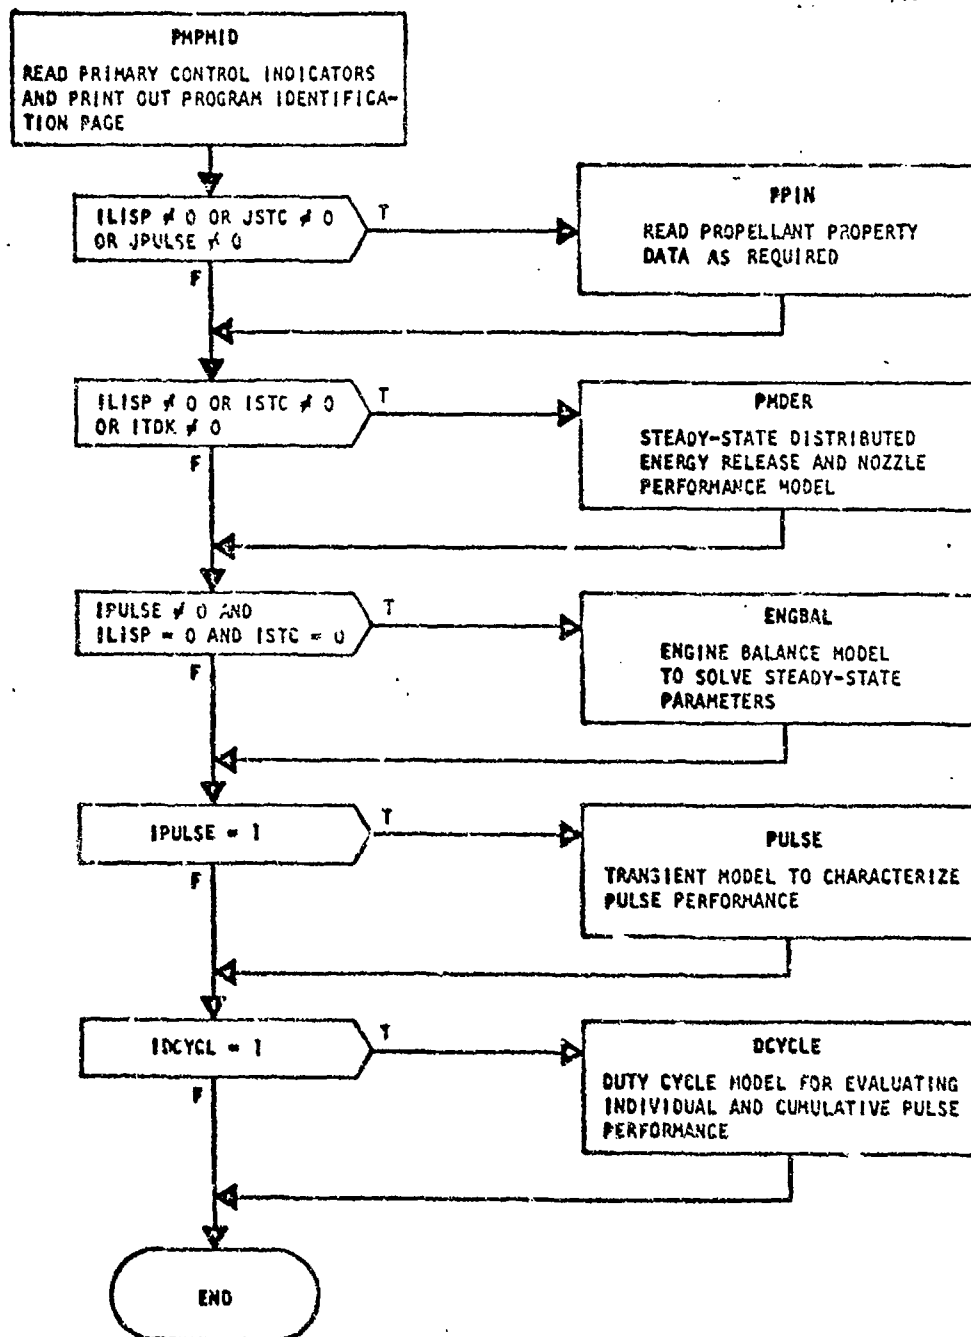 PMPMID
READ PRIMARY CONTROL INDICATORS
AND PRINT OUT PROGRAM IDENTIFICA-
TION PAGE
ILISP ≠ 0 OR JSTC ≠ 0
OR JPULSE ≠ 0
T
F
PPIN
READ PROPELLANT PROPERTY
DATA AS REQUIRED
ILISP ≠ 0 OR ISTC ≠ 0
OR ITDK ≠ 0
T
F
PMDER
STEADY-STATE DISTRIBUTED
ENERGY RELEASE AND NOZZLE
PERFORMANCE MODEL
IPULSE ≠ 0 AND
ILISP = 0 AND ISTC = 0
T
F
ENGBAL
ENGINE BALANCE MODEL
TO SOLVE STEADY-STATE
PARAMETERS
IPULSE = 1
T
F
PULSE
TRANSIENT MODEL TO CHARACTERIZE
PULSE PERFORMANCE
IDCYCL = 1
T
F
DCYCLE
DUTY CYCLE MODEL FOR EVALUATING
INDIVIDUAL AND CUMULATIVE PULSE
PERFORMANCE
END